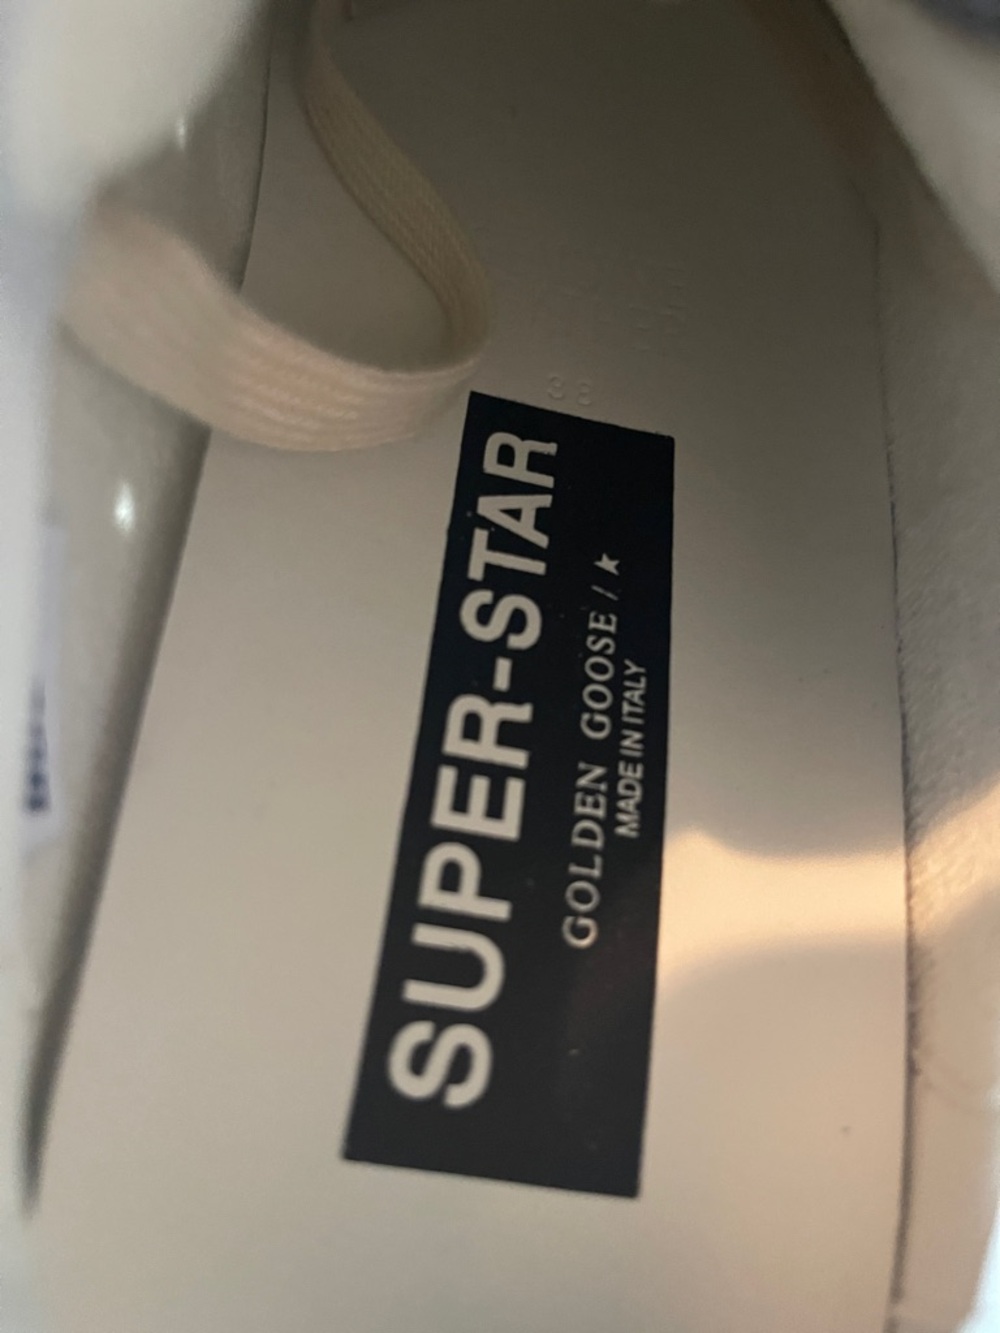 38
SUPER-STAR
GOLDEN GOOSE / ★
MADE IN ITALY